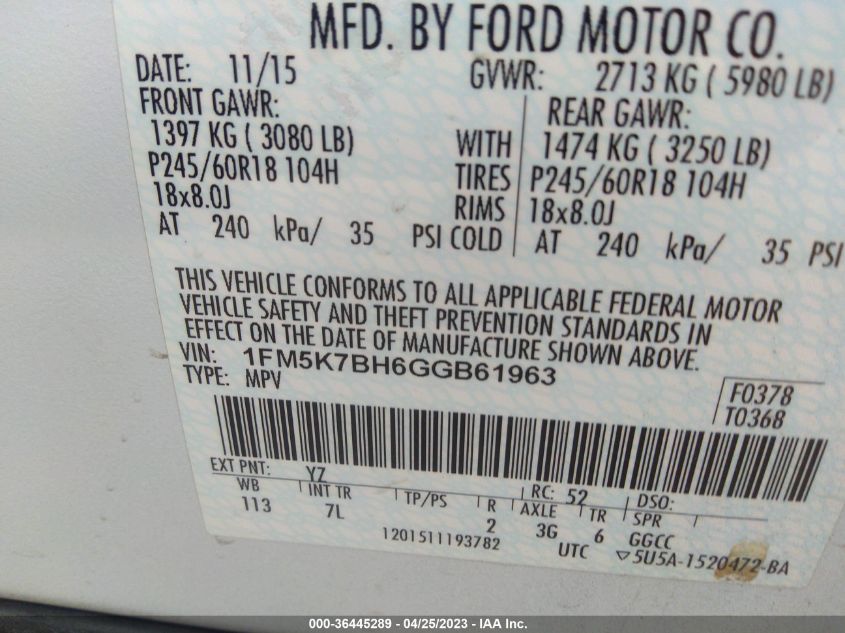 MFD. BY FORD MOTOR CO.
DATE: 11/15 GVWR: 2713 KG ( 5980 LB)
FRONT GAWR: REAR GAWR:
1397 KG ( 3080 LB) WITH 1474 KG ( 3250 LB)
P245/60R18 104H TIRES P245/60R18 104H
18x8.0J RIMS 18x8.0J
AT 240 kPa/ 35 PSI COLD AT 240 kPa/ 35 PSI
THIS VEHICLE CONFORMS TO ALL APPLICABLE FEDERAL MOTOR
VEHICLE SAFETY AND THEFT PREVENTION STANDARDS IN
EFFECT ON THE DATE OF MANUFACTURE SHOWN ABOVE.
VIN: 1FM5K7BH6GGB61963
TYPE: MPV
F0378
T0368
EXT PNT: YZ RC: 52 DSO:
WB INT TR TP/PS R AXLE TR SPR
113 7L 2 3G 6 GGCC
1201511193782 UTC ▽5U5A-1520472-BA
000-36445289 - 04/25/2023 - IAA Inc.